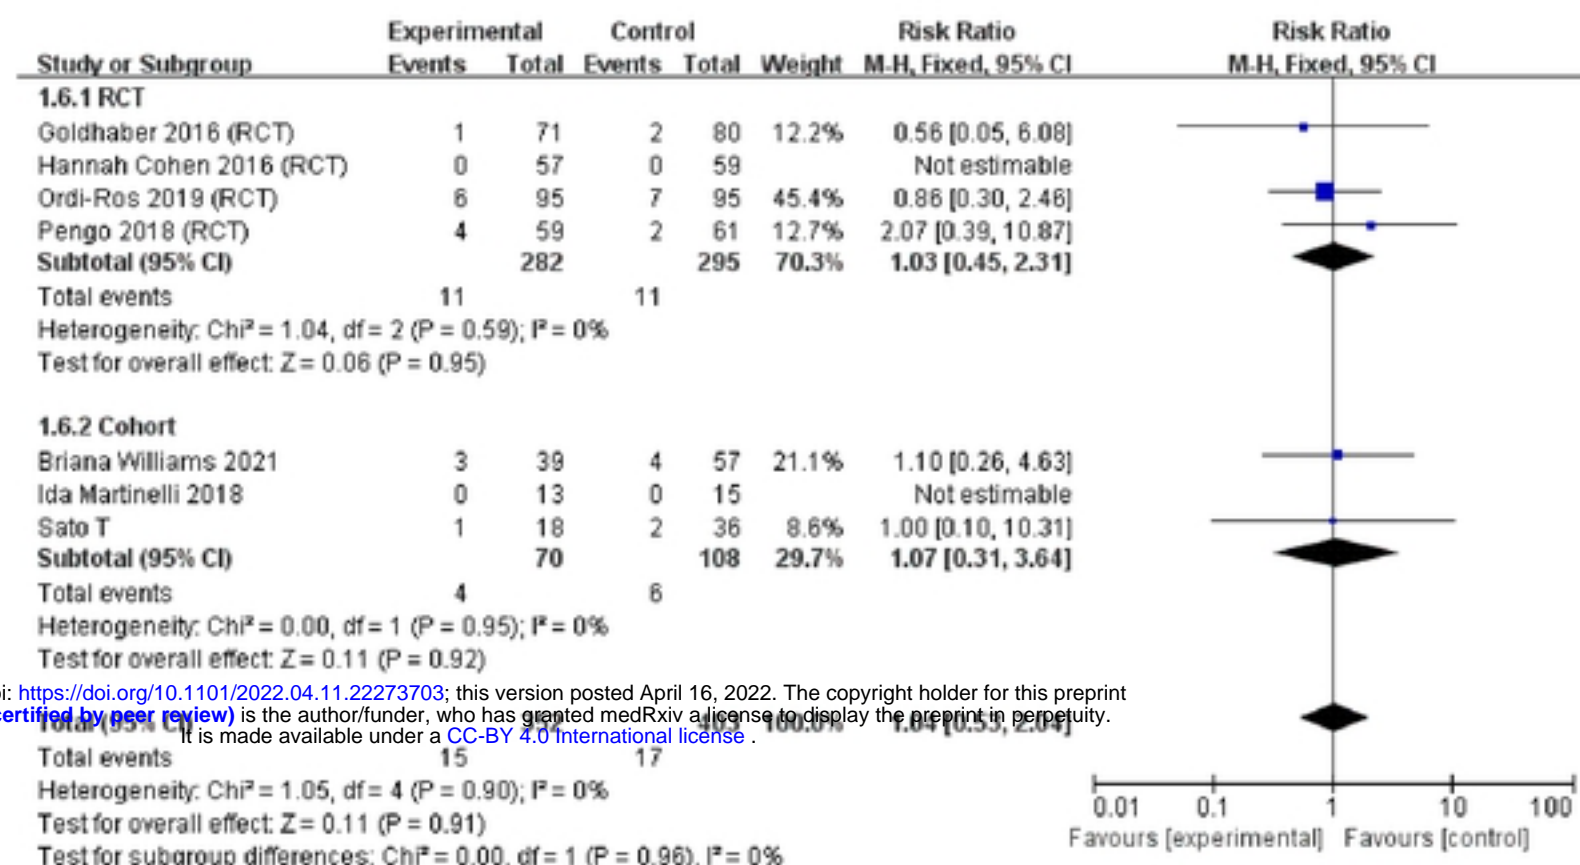 Experimental Control Risk Ratio Risk Ratio
Study or Subgroup Events Total Events Total Weight M-H, Fixed, 95% CI M-H, Fixed, 95% CI
1.6.1 RCT
Goldhaber 2016 (RCT) 1 71 2 80 12.2% 0.56 [0.05, 6.08]
Hannah Cohen 2016 (RCT) 0 57 0 59 Not estimable
Ordi-Ros 2019 (RCT) 6 95 7 95 45.4% 0.86 [0.30, 2.46]
Pengo 2018 (RCT) 4 59 2 61 12.7% 2.07 [0.39, 10.87]
Subtotal (95% CI) 282 295 70.3% 1.03 [0.45, 2.31]
Total events 11 11
Heterogeneity: Chi² = 1.04, df = 2 (P = 0.59); I² = 0%
Test for overall effect: Z = 0.06 (P = 0.95)
1.6.2 Cohort
Briana Williams 2021 3 39 4 57 21.1% 1.10 [0.26, 4.63]
Ida Martinelli 2018 0 13 0 15 Not estimable
Sato T 1 18 2 36 8.6% 1.00 [0.10, 10.31]
Subtotal (95% CI) 70 108 29.7% 1.07 [0.31, 3.64]
Total events 4 6
Heterogeneity: Chi² = 0.00, df = 1 (P = 0.95); I² = 0%
Test for overall effect: Z = 0.11 (P = 0.92)
https://doi.org/10.1101/2022.04.11.22273703; this version posted April 16, 2022. The copyright holder for this preprint
certified by peer review) is the author/funder, who has granted medRxiv a license to display the preprint in perpetuity.
Total (95% CI) 100.0%
It is made available under a CC-BY 4.0 International license .
Total events 15 17
Heterogeneity: Chi² = 1.05, df = 4 (P = 0.90); I² = 0%
Test for overall effect: Z = 0.11 (P = 0.91)
Test for subgroup differences: Chi² = 0.00, df = 1 (P = 0.96), I² = 0%
0.01 0.1 1 10 100
Favours [experimental] Favours [control]